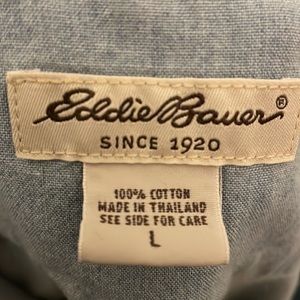 Eddie Bauer®
SINCE 1920
100% COTTON
MADE IN THAILAND
SEE SIDE FOR CARE
L